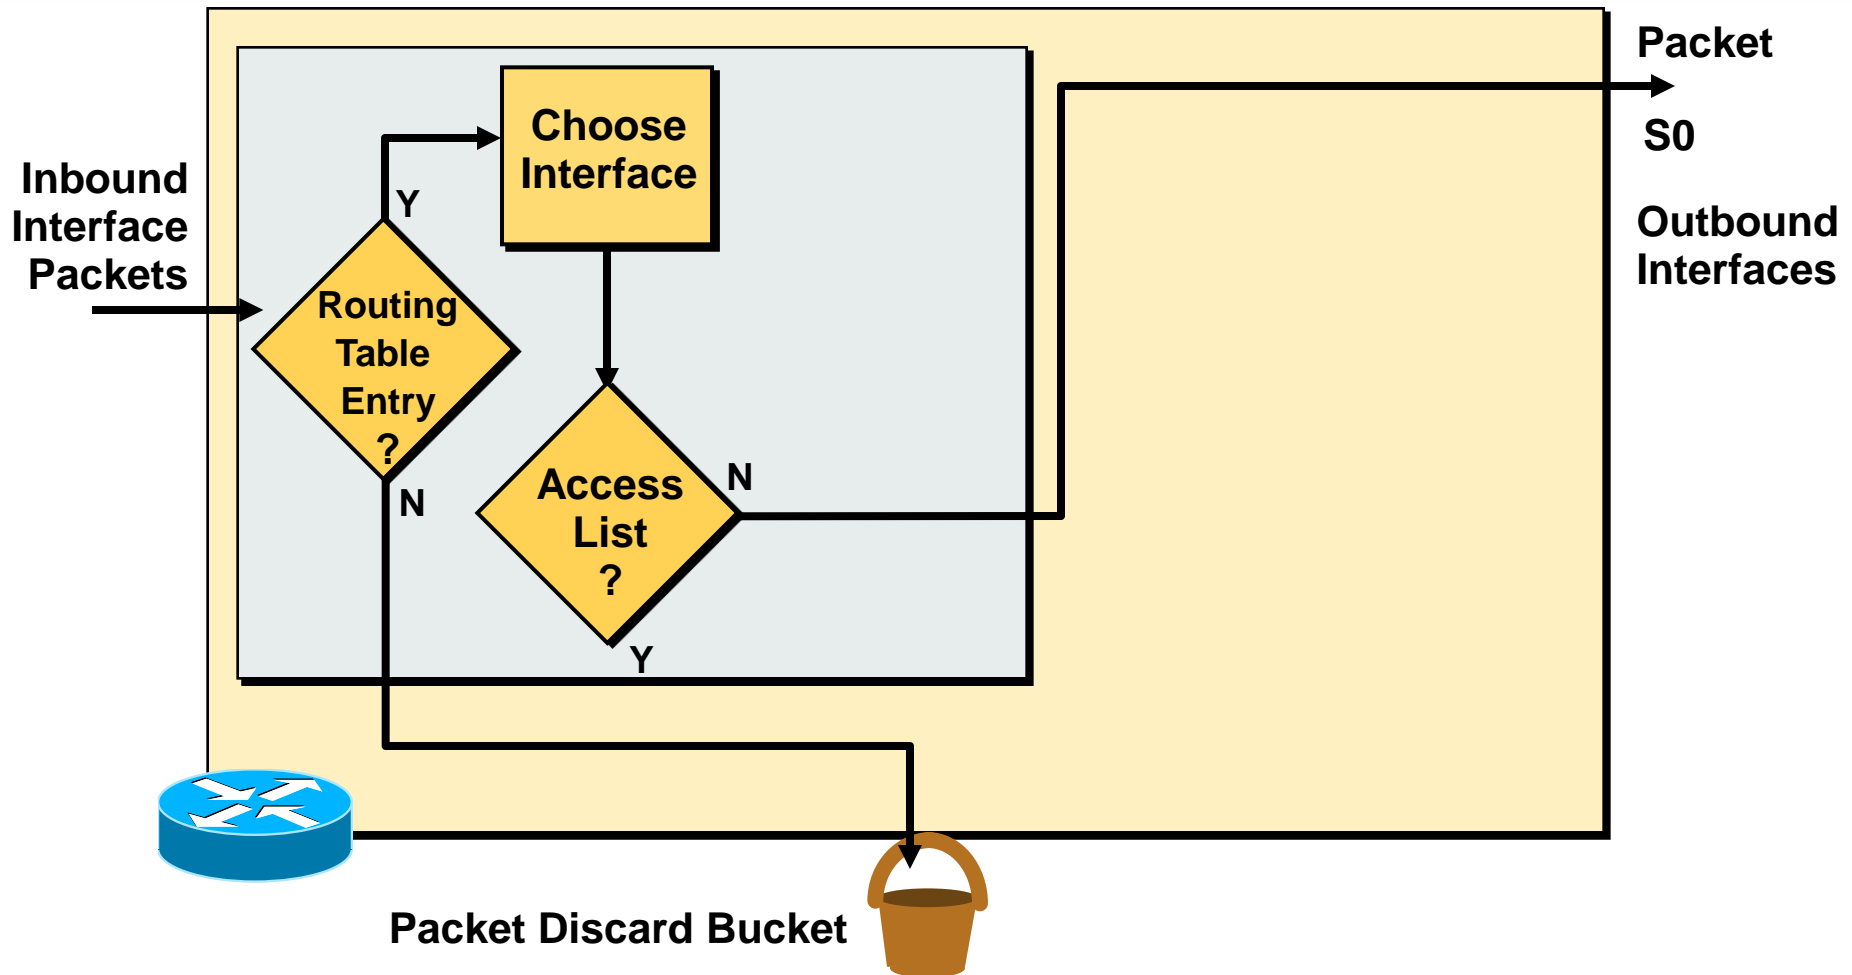 Inbound
Interface
Packets
Y
Choose
Interface
Routing
Table
Entry
?
N
Access
List
?
N
Y
Packet
S0
Outbound
Interfaces
Packet Discard Bucket